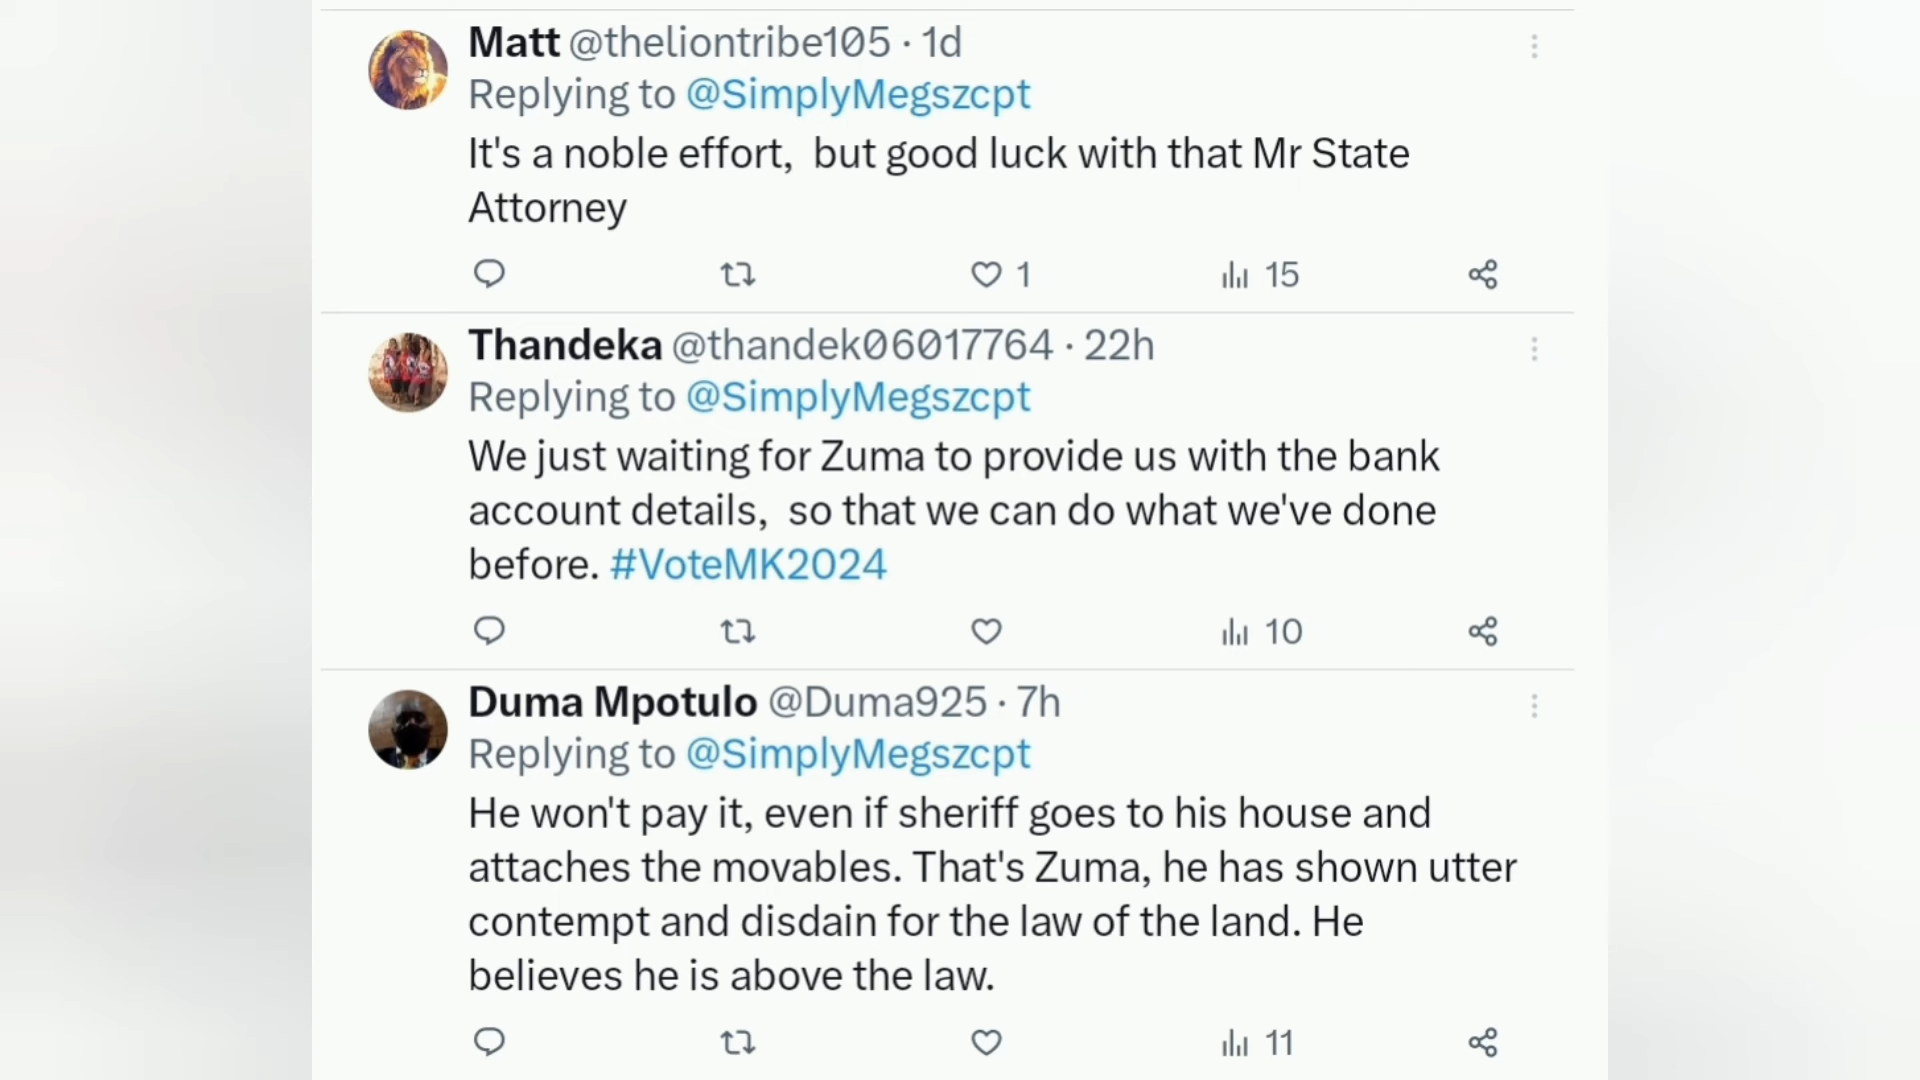 Matt @theliontribe105 · 1d
Replying to @SimplyMegszcpt
It's a noble effort,  but good luck with that Mr State
Attorney
1 15
Thandeka @thandek06017764 · 22h
Replying to @SimplyMegszcpt
We just waiting for Zuma to provide us with the bank
account details,  so that we can do what we've done
before. #VoteMK2024
10
Duma Mpotulo @Duma925 · 7h
Replying to @SimplyMegszcpt
He won't pay it, even if sheriff goes to his house and
attaches the movables. That's Zuma, he has shown utter
contempt and disdain for the law of the land. He
believes he is above the law.
11